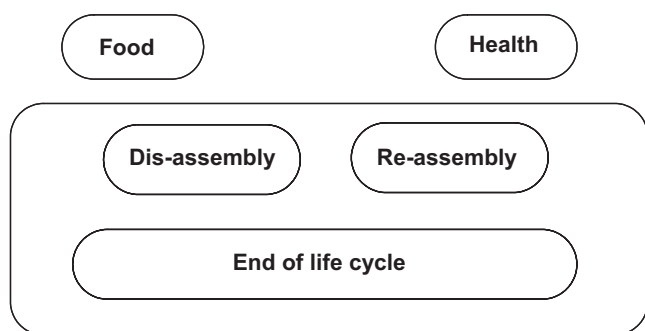 Food
Health
Dis-assembly
Re-assembly
End of life cycle